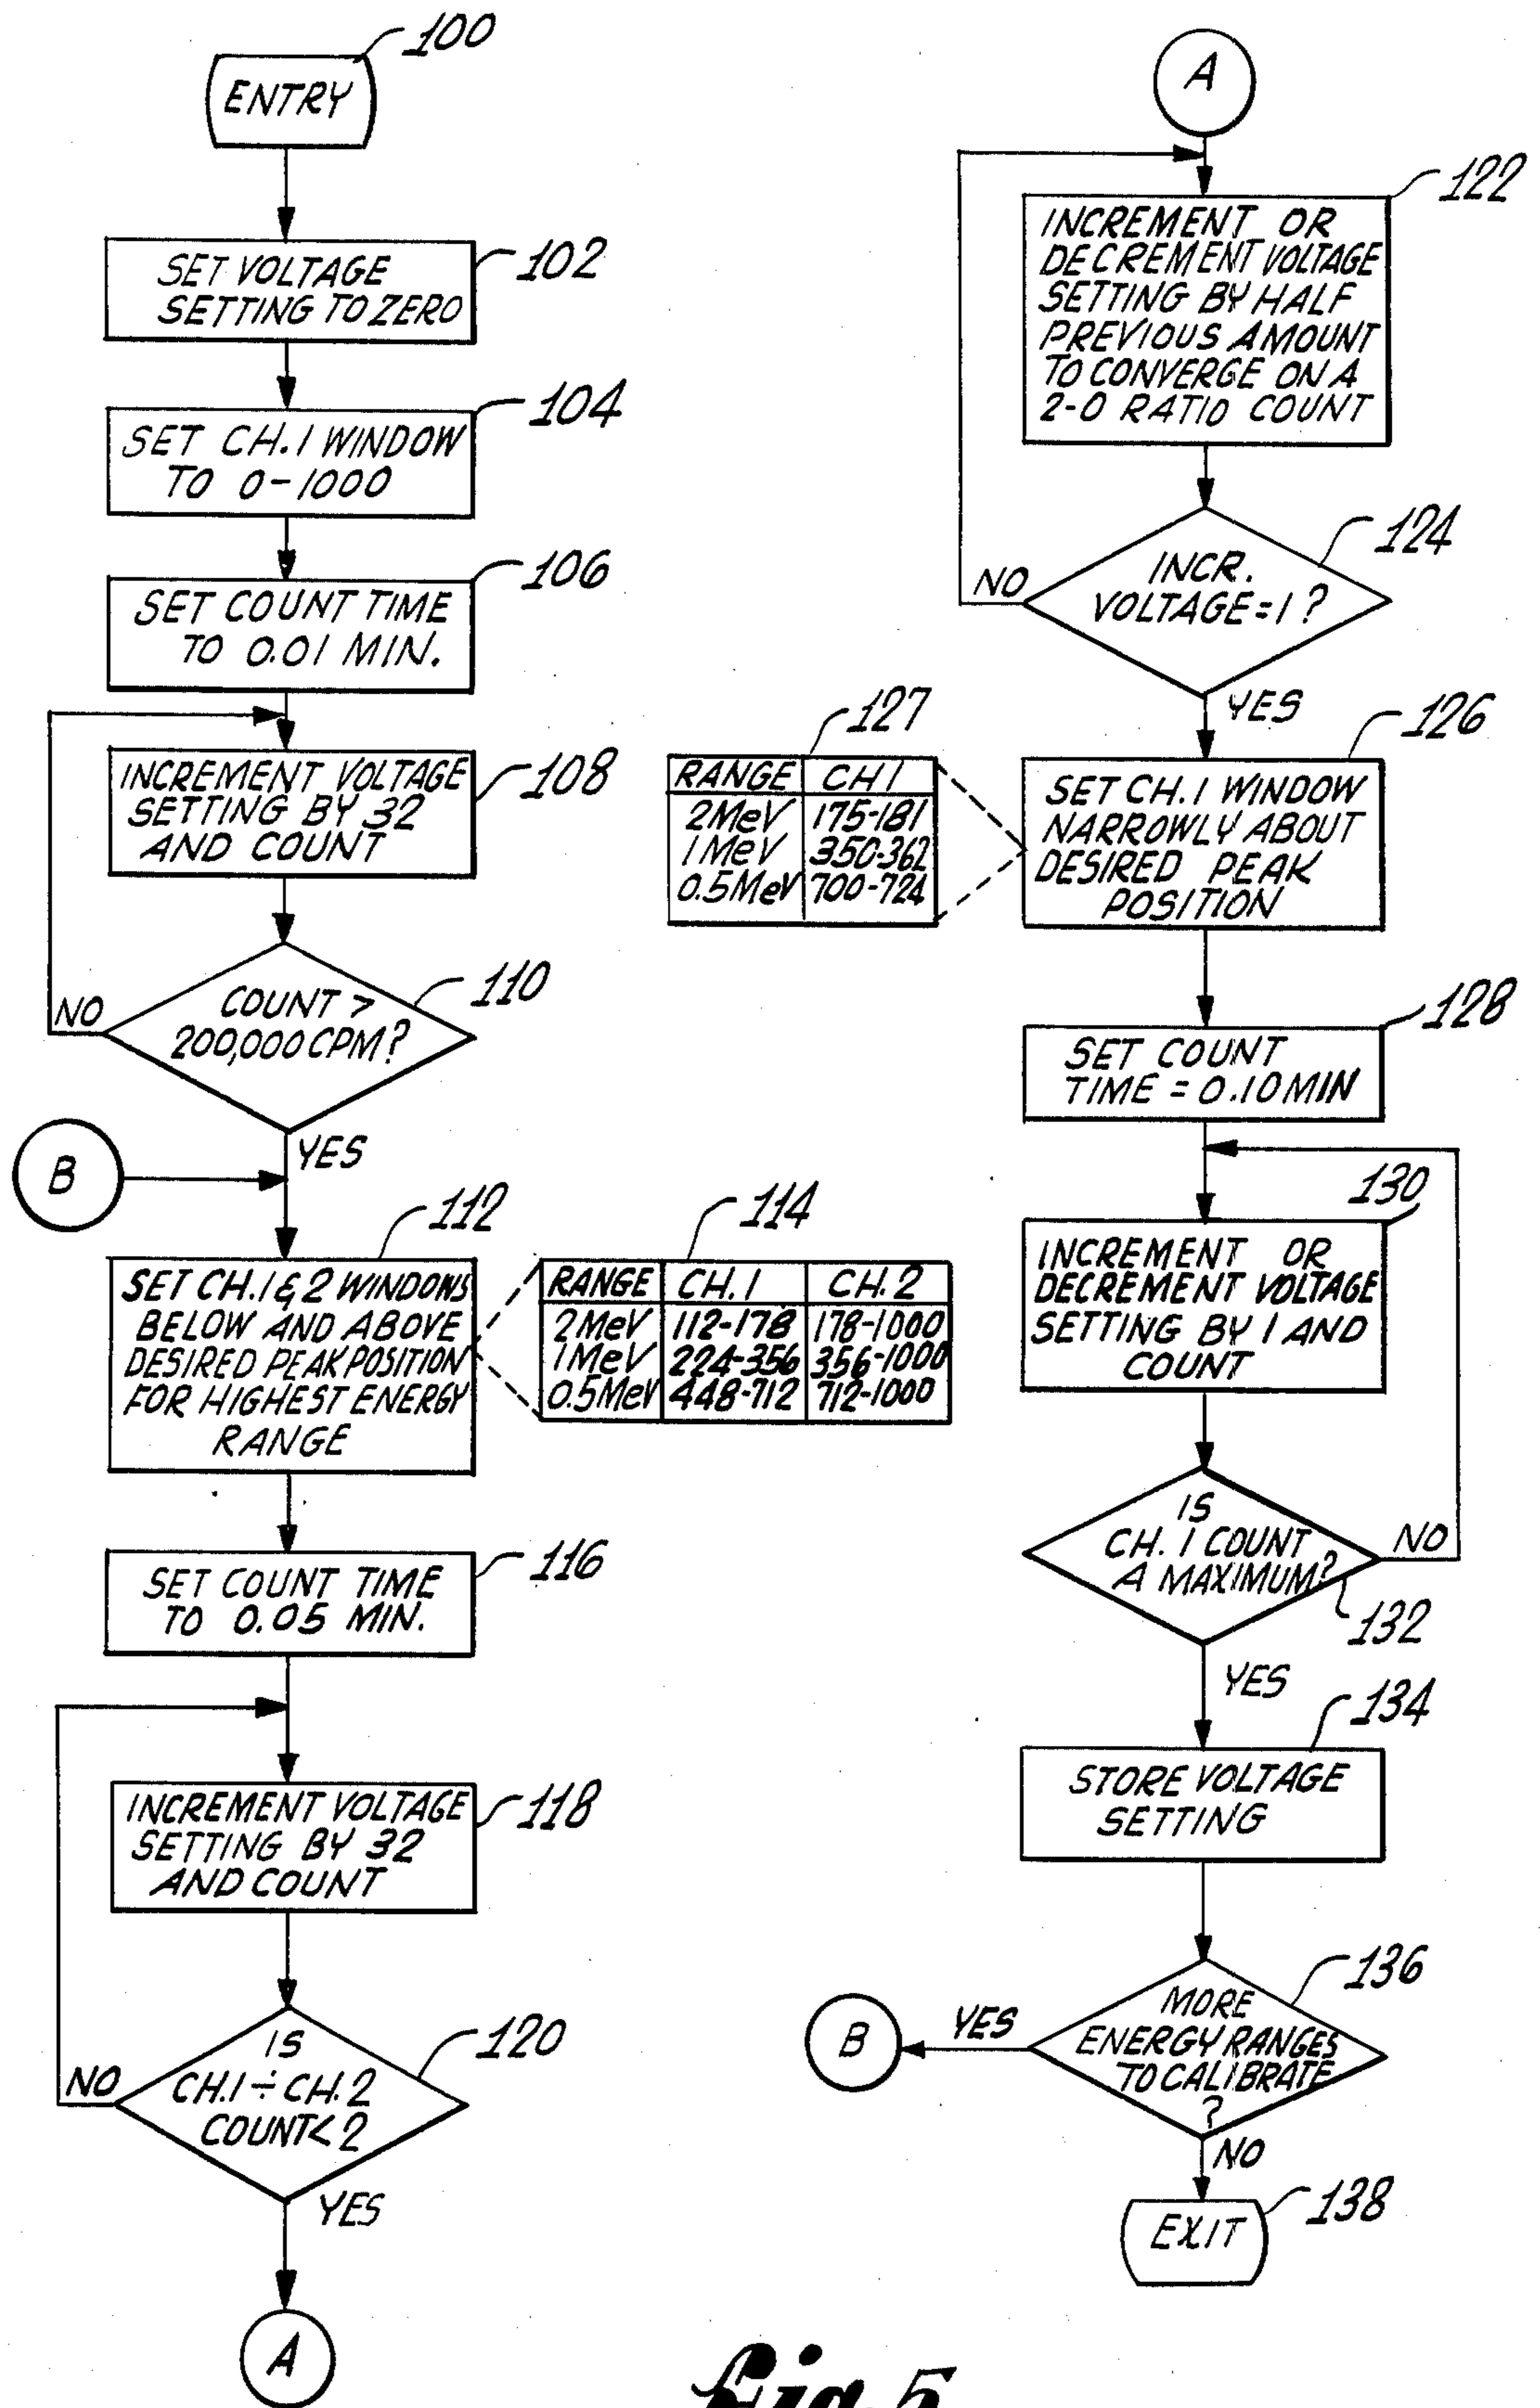 100
ENTRY
SET VOLTAGE
SETTING TO ZERO
102
SET CH.1 WINDOW
TO 0-1000
104
SET COUNT TIME
TO 0.01 MIN.
106
INCREMENT VOLTAGE
SETTING BY 32
AND COUNT
108
COUNT >
200,000 CPM?
110
NO
YES
B
112
SET CH.1 & 2 WINDOWS
BELOW AND ABOVE
DESIRED PEAK POSITION
FOR HIGHEST ENERGY
RANGE
114
RANGE CH.1 CH.2
2MeV 112-178 178-1000
1MeV 224-356 356-1000
0.5MeV 448-712 712-1000
SET COUNT TIME
TO 0.05 MIN.
116
INCREMENT VOLTAGE
SETTING BY 32
AND COUNT
118
IS
CH.1 ÷ CH.2
COUNT < 2
120
NO
YES
A
A
122
INCREMENT OR
DECREMENT VOLTAGE
SETTING BY HALF
PREVIOUS AMOUNT
TO CONVERGE ON A
2-0 RATIO COUNT
124
INCR.
VOLTAGE=1?
NO
YES
126
SET CH.1 WINDOW
NARROWLY ABOUT
DESIRED PEAK
POSITION
127
RANGE CH1
2MeV 175-181
1MeV 350-362
0.5MeV 700-724
128
SET COUNT
TIME = 0.10 MIN
130
INCREMENT OR
DECREMENT VOLTAGE
SETTING BY 1 AND
COUNT
IS
CH. 1 COUNT
A MAXIMUM?
132
NO
YES
134
STORE VOLTAGE
SETTING
136
MORE
ENERGY RANGES
TO CALIBRATE
?
YES
B
NO
EXIT
138
Fig. 5